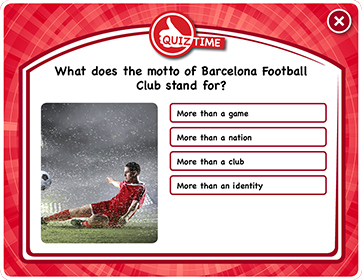 QUIZ TIME
What does the motto of Barcelona Football
Club stand for?
More than a game
More than a nation
More than a club
More than an identity